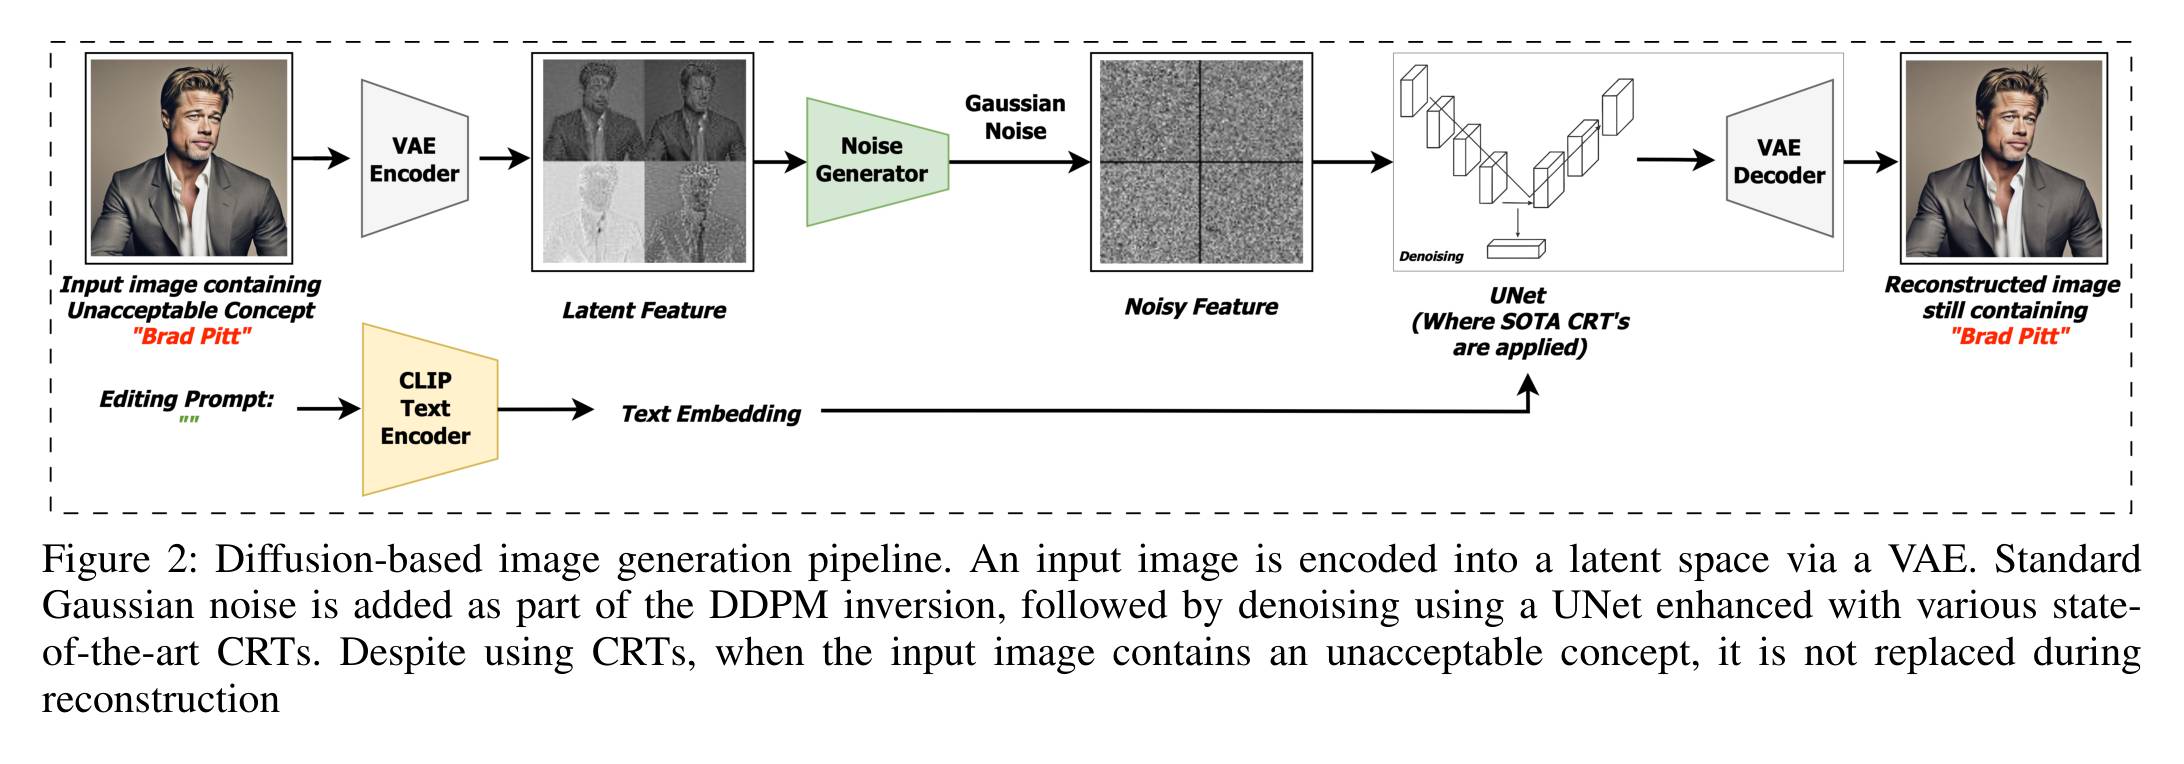 VAE
Encoder
Noise
Generator
Gaussian
Noise
Denoising
VAE
Decoder
Input image containing
Unacceptable Concept
"Brad Pitt"
Latent Feature
Noisy Feature
UNet
(Where SOTA CRT's
are applied)
Reconstructed image
still containing
"Brad Pitt"
Editing Prompt:
""
CLIP
Text
Encoder
Text Embedding
Figure 2: Diffusion-based image generation pipeline. An input image is encoded into a latent space via a VAE. Standard
Gaussian noise is added as part of the DDPM inversion, followed by denoising using a UNet enhanced with various state-
of-the-art CRTs. Despite using CRTs, when the input image contains an unacceptable concept, it is not replaced during
reconstruction